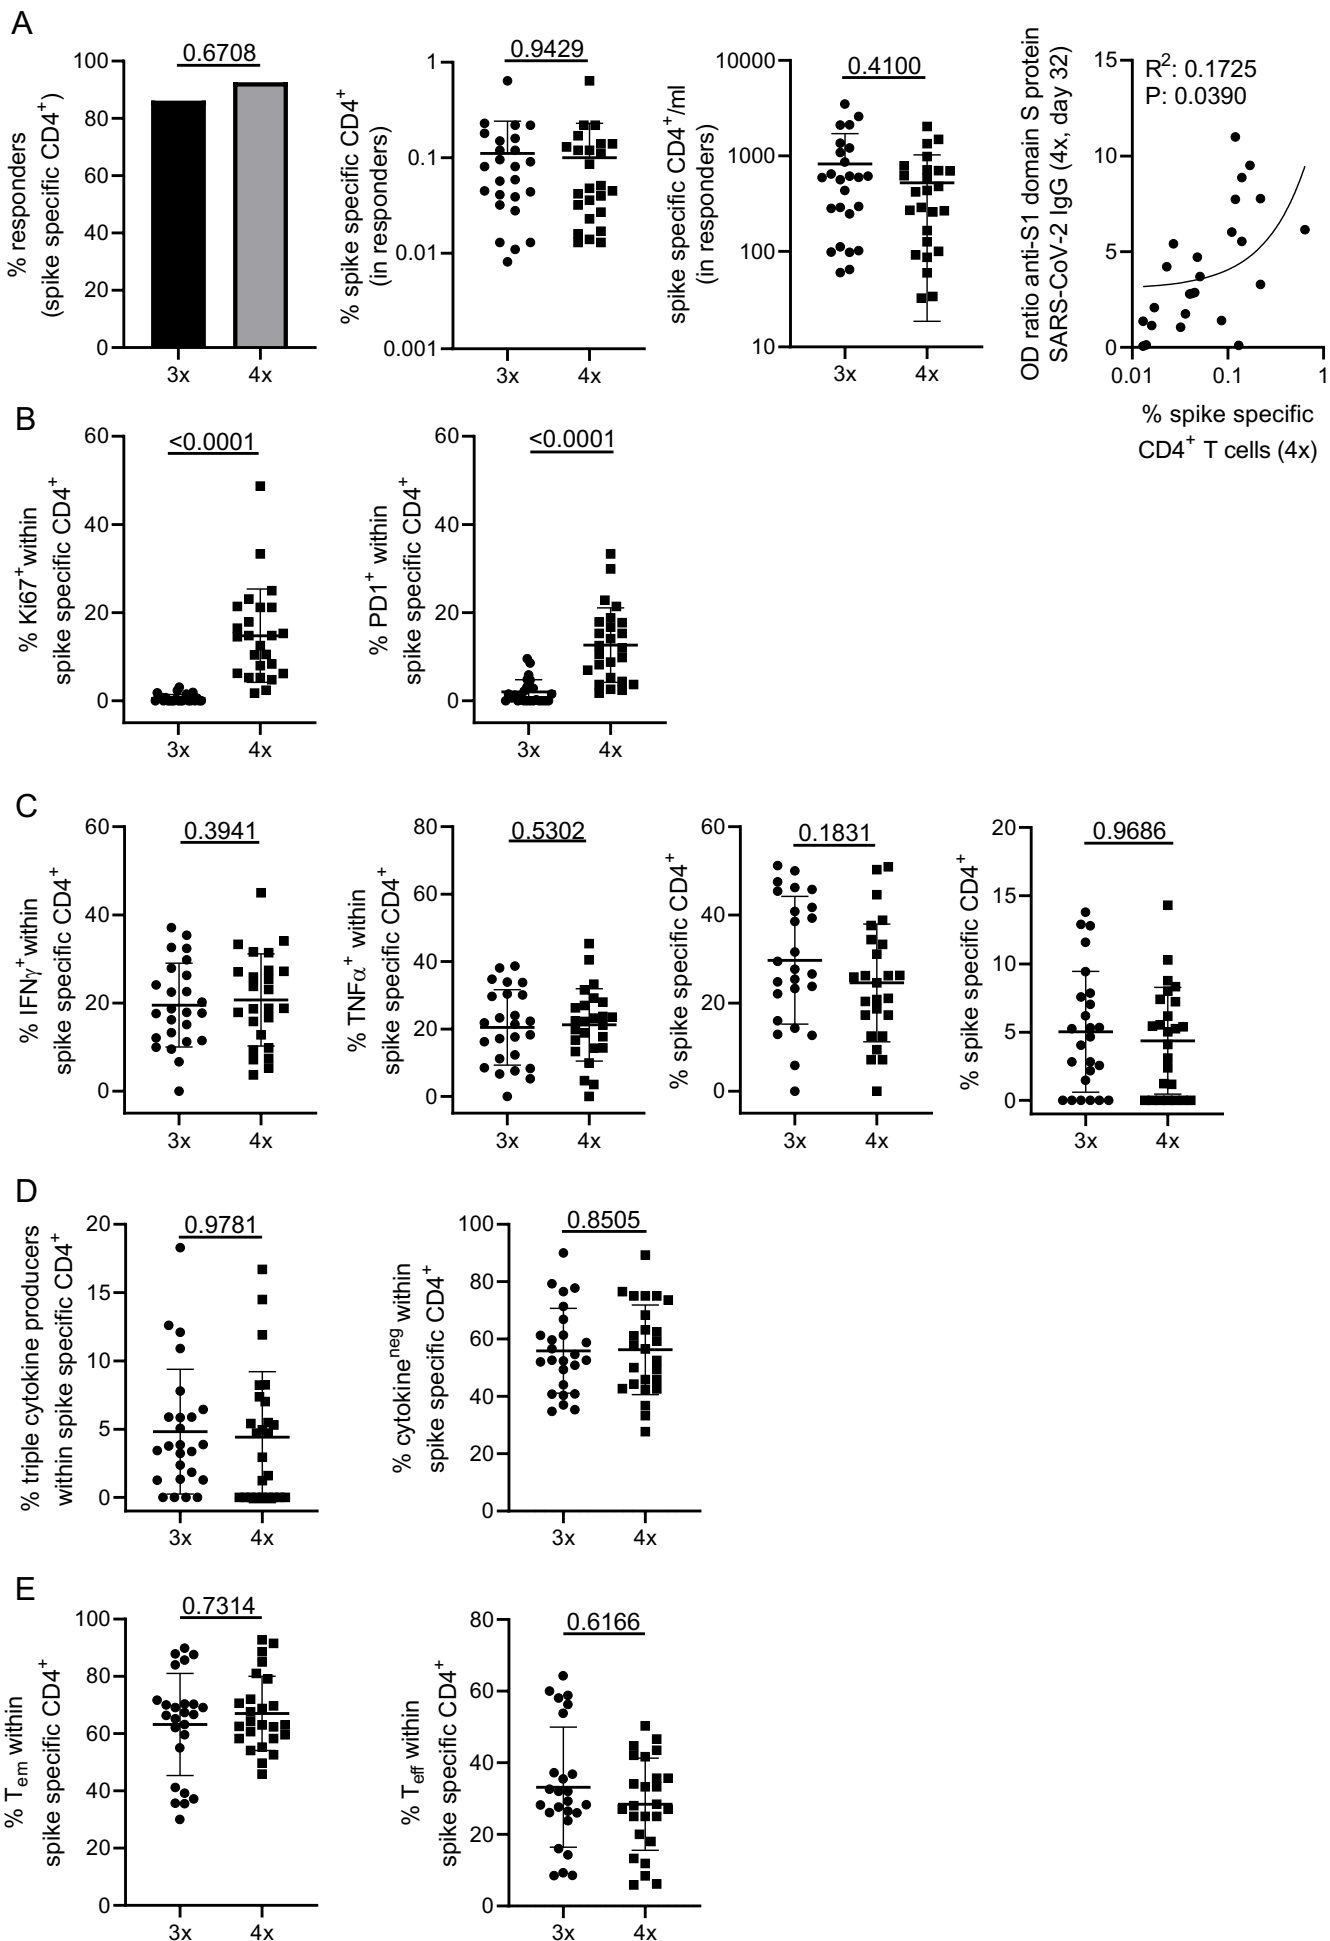 A
% responders
(spike specific CD4+)
100
80
60
40
20
0
0.6708
3x
4x
% spike specific CD4+
(in responders)
1
0.1
0.01
0.001
0.9429
3x
4x
spike specific CD4+/ml
(in responders)
10000
1000
100
10
0.4100
3x
4x
OD ratio anti-S1 domain S protein
SARS-CoV-2 IgG (4x, day 32)
15
10
5
0
R2: 0.1725
P: 0.0390
0.01
0.1
1
% spike specific
CD4+ T cells (4x)
B
% Ki67+within
spike specific CD4+
60
40
20
0
<0.0001
3x
4x
% PD1+ within
spike specific CD4+
60
40
20
0
<0.0001
3x
4x
C
% IFNγ+within
spike specific CD4+
60
40
20
0
0.3941
3x
4x
% TNFα+ within
spike specific CD4+
80
60
40
20
0
0.5302
3x
4x
% spike specific CD4+
60
40
20
0
0.1831
3x
4x
% spike specific CD4+
20
15
10
5
0
0.9686
3x
4x
D
% triple cytokine producers
within spike specific CD4+
20
15
10
5
0
0.9781
3x
4x
% cytokineneg within
spike specific CD4+
100
80
60
40
20
0
0.8505
3x
4x
E
% Tem within
spike specific CD4+
100
80
60
40
20
0
0.7314
3x
4x
% Teff within
spike specific CD4+
80
60
40
20
0
0.6166
3x
4x